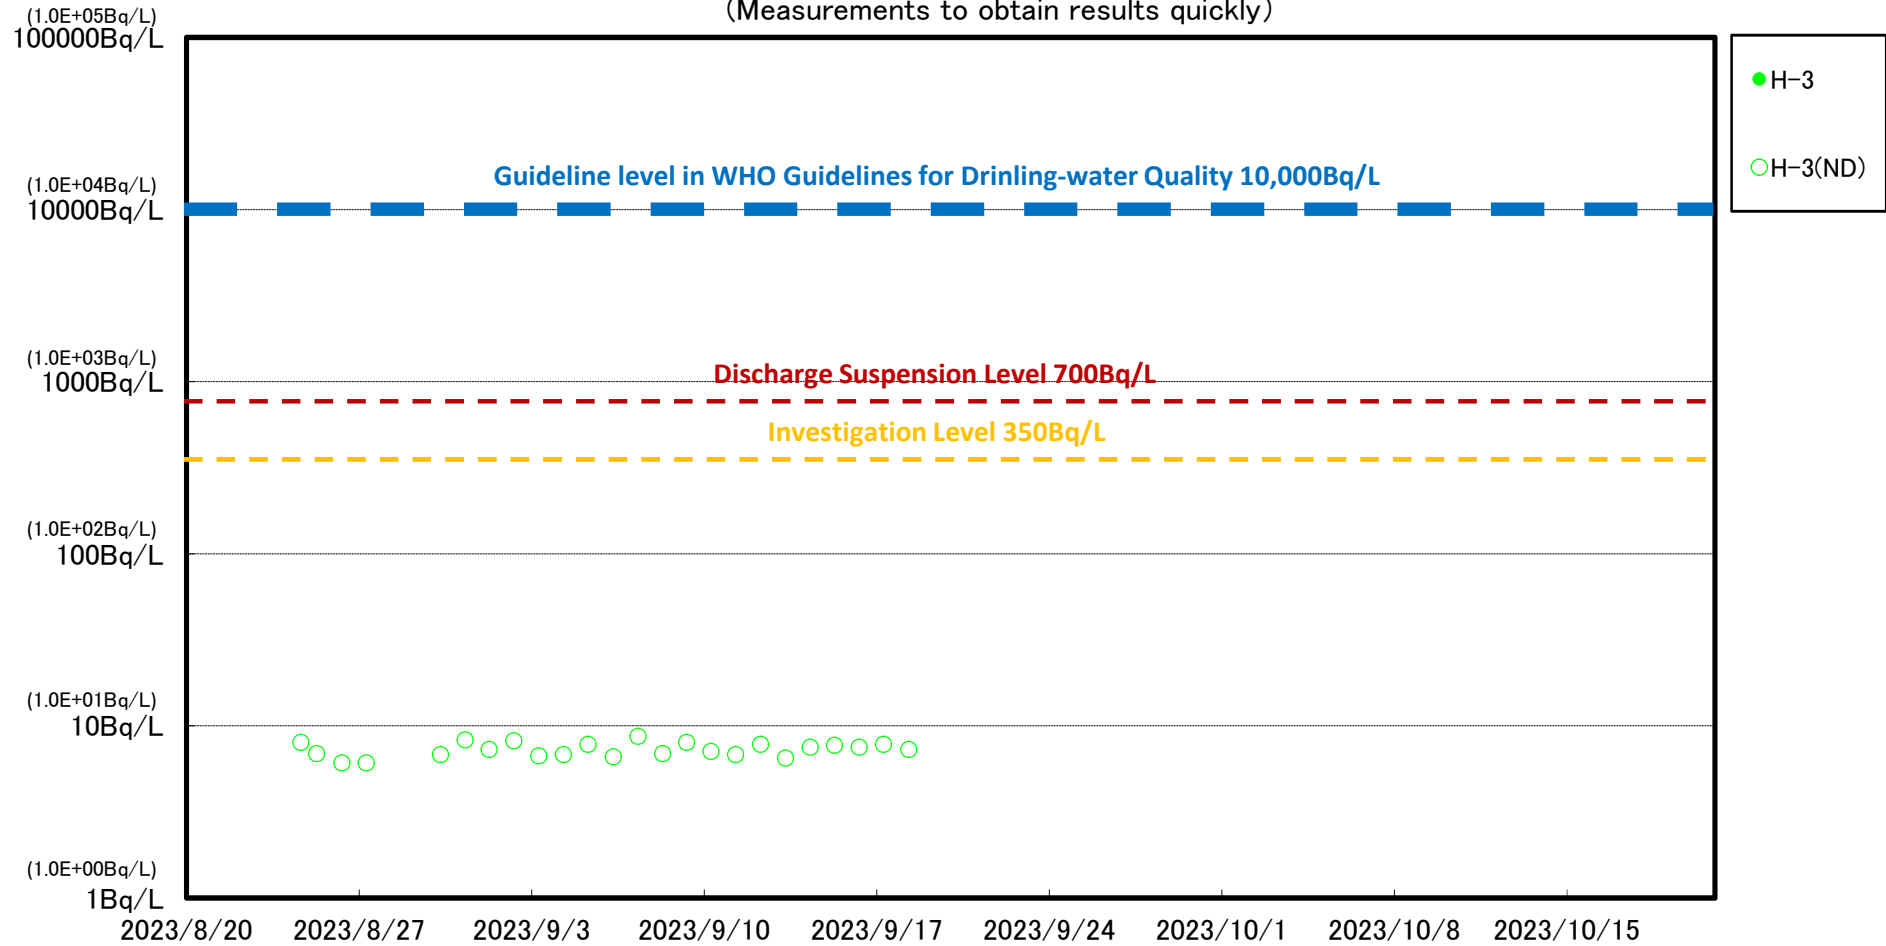 (Measurements to obtain results quickly)
(1.0E+05Bq/L)
100000Bq/L
H-3
H-3(ND)
Guideline level in WHO Guidelines for Drinling-water Quality 10,000Bq/L
(1.0E+04Bq/L)
10000Bq/L
(1.0E+03Bq/L)
1000Bq/L
Discharge Suspension Level 700Bq/L
Investigation Level 350Bq/L
(1.0E+02Bq/L)
100Bq/L
(1.0E+01Bq/L)
10Bq/L
(1.0E+00Bq/L)
1Bq/L
2023/8/20 2023/8/27 2023/9/3 2023/9/10 2023/9/17 2023/9/24 2023/10/1 2023/10/8 2023/10/15